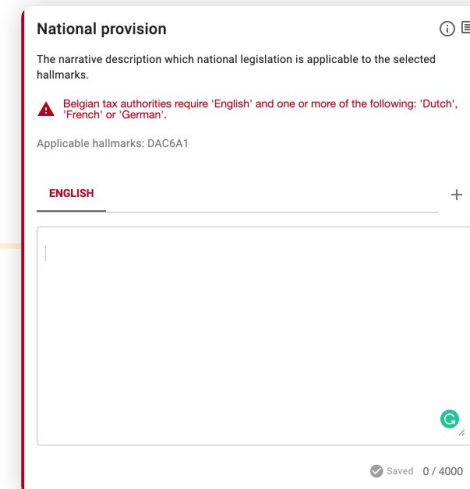 National provision
The narrative description which national legislation is applicable to the selected
hallmarks.
Belgian tax authorities require 'English' and one or more of the following: 'Dutch',
'French' or 'German'.
Applicable hallmarks: DAC6A1
ENGLISH
Saved 0 / 4000